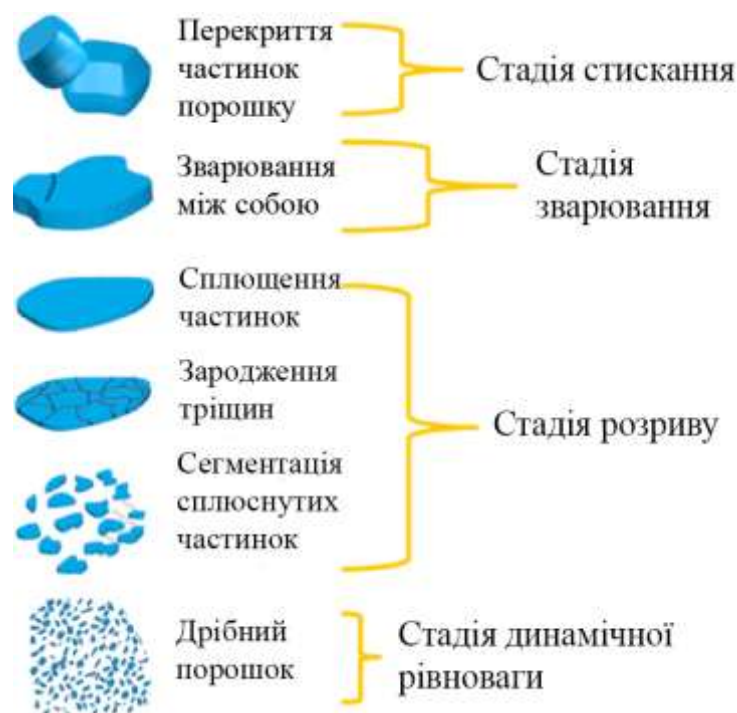 Перекриття
частинок
порошку
Стадія стискання
Зварювання
між собою
Стадія
зварювання
Сплющення
частинок
Зародження
тріщин
Сегментація
сплюснутих
частинок
Стадія розриву
Дрібний
порошок
Стадія динамічної
рівноваги